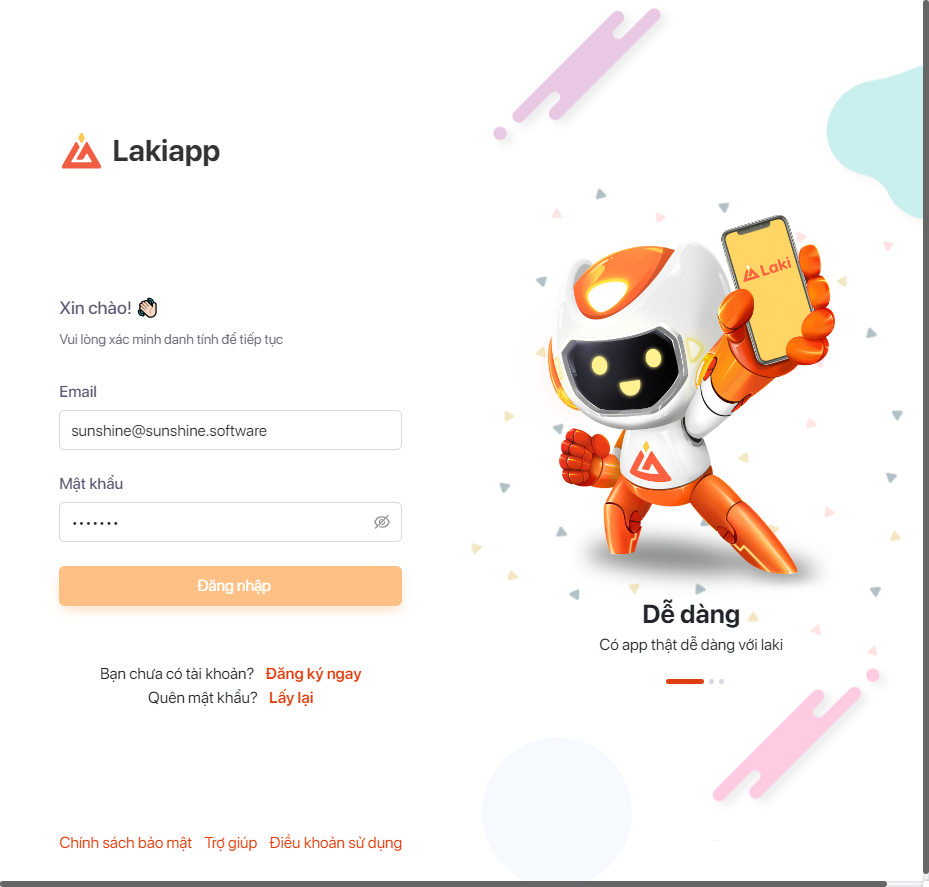 Lakiapp
Xin chào!
Vui lòng xác minh danh tính để tiếp tục
Email
sunshine@sunshine.software
Mật khẩu
•••••••
Đăng nhập
Bạn chưa có tài khoản? Đăng ký ngay
Quên mật khẩu? Lấy lại
Chính sách bảo mật Trợ giúp Điều khoản sử dụng
Laki
Dễ dàng
Có app thật dễ dàng với laki